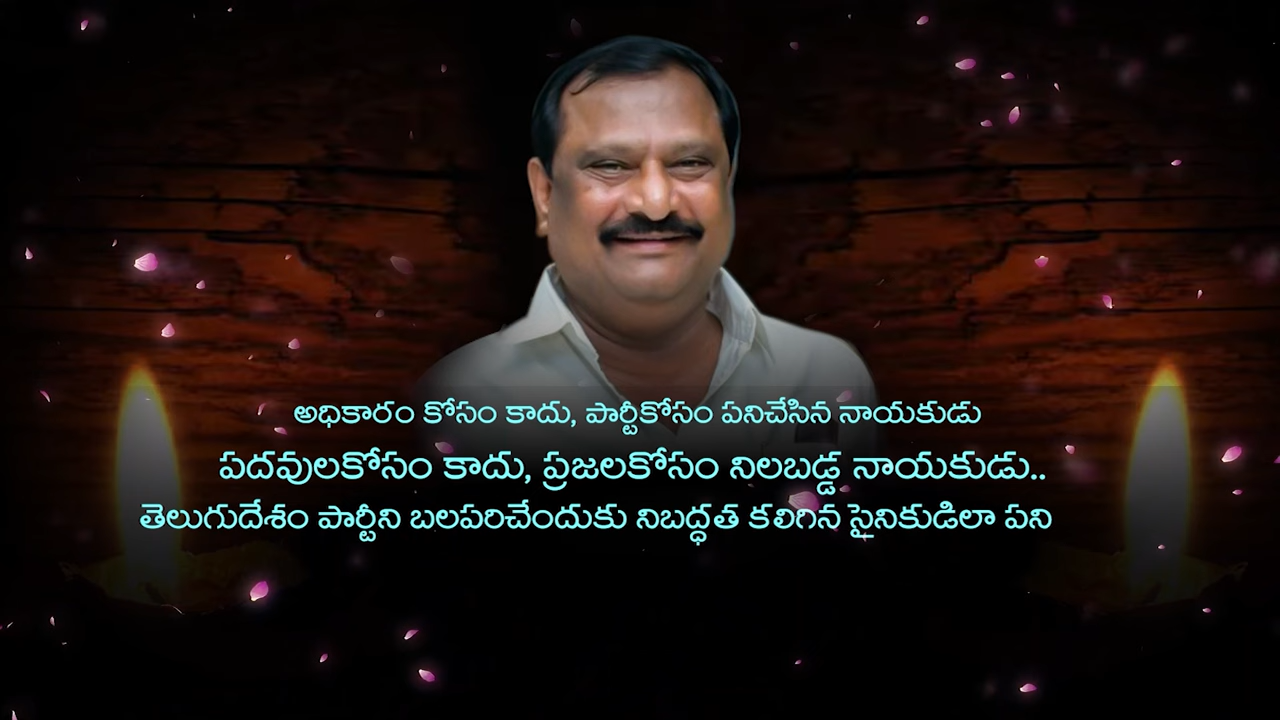 అధికారం కోసం కాదు, పార్టీకోసం పనిచేసిన నాయకుడు
పదవులకోసం కాదు, ప్రజలకోసం నిలబడ్డ నాయకుడు..
తెలుగుదేశం పార్టీని బలపరిచేందుకు నిబద్ధత కలిగిన సైనికుడిలా పని